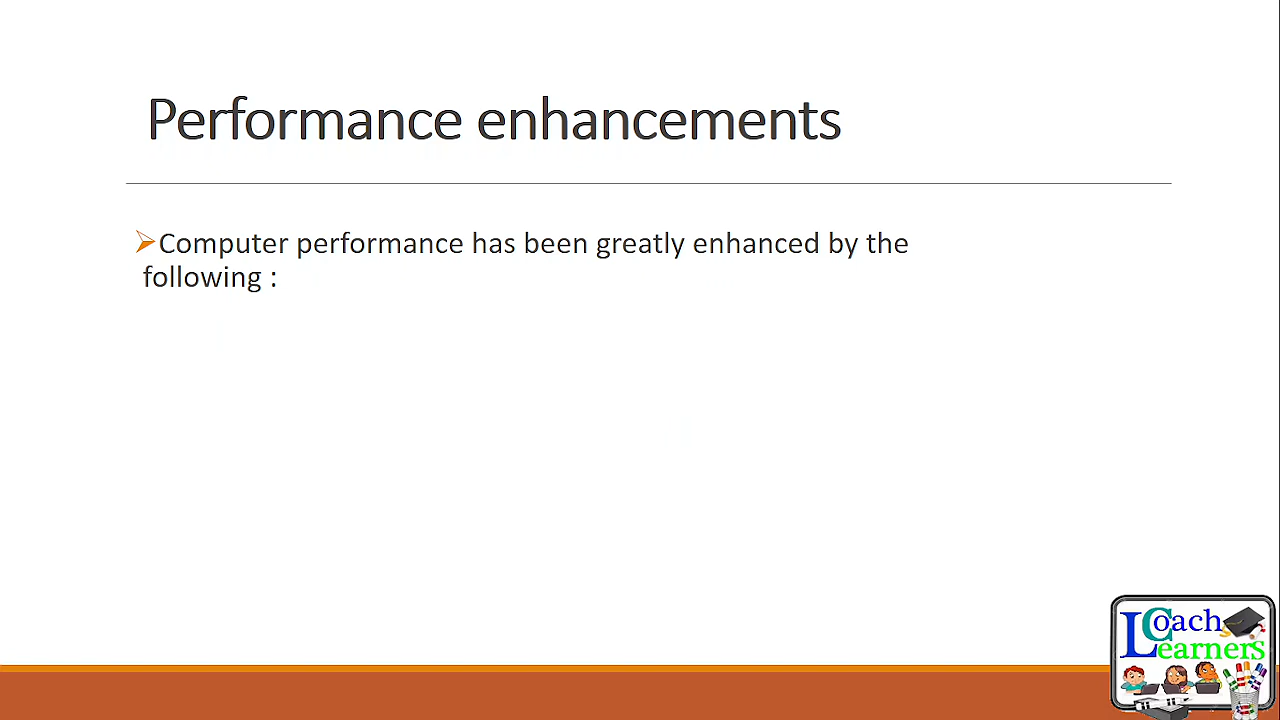 Performance enhancements
Computer performance has been greatly enhanced by the
following :
Coach
Learners